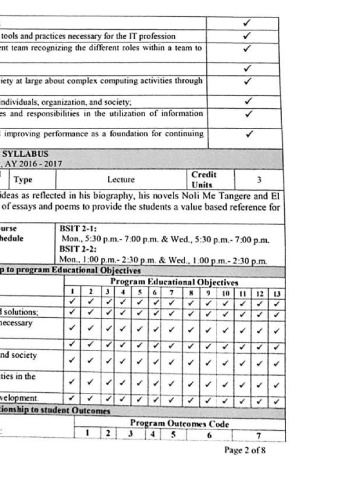 ✓
tools and practices necessary for the IT profession ✓
nt team recognizing the different roles within a team to ✓
✓
iety at large about complex computing activities through ✓
ndividuals, organization, and society; ✓
es and responsibilities in the utilization of information ✓
improving performance as a foundation for continuing ✓
SYLLABUS
, AY 2016 - 2017
Type Lecture Credit Units 3
ideas as reflected in his biography, his novels Noli Me Tangere and El
of essays and poems to provide the students a value based reference for
urse BSIT 2-1:
hedule Mon., 5:30 p.m.- 7:00 p.m. & Wed., 5:30 p.m.- 7:00 p.m.
BSIT 2-2:
Mon., 1:00 p.m.- 2:30 p.m. & Wed., 1:00 p.m.- 2:30 p.m.
p to program Educational Objectives
Program Educational Objectives
1 2 3 4 5 6 7 8 9 10 11 12 13
✓ ✓ ✓ ✓ ✓ ✓ ✓ ✓ ✓ ✓ ✓ ✓ ✓
solutions; ✓ ✓ ✓ ✓ ✓ ✓ ✓ ✓ ✓ ✓ ✓ ✓ ✓
necessary ✓ ✓ ✓ ✓ ✓ ✓ ✓ ✓ ✓ ✓ ✓ ✓ ✓
✓ ✓ ✓ ✓ ✓ ✓ ✓ ✓ ✓ ✓ ✓ ✓ ✓
nd society ✓ ✓ ✓ ✓ ✓ ✓ ✓ ✓ ✓ ✓ ✓ ✓ ✓
ties in the ✓ ✓ ✓ ✓ ✓ ✓ ✓ ✓ ✓ ✓ ✓ ✓ ✓
velopment ✓ ✓ ✓ ✓ ✓ ✓ ✓ ✓ ✓ ✓ ✓ ✓ ✓
ionship to student Outcomes
Program Outcomes Code
1 2 3 4 5 6 7
Page 2 of 8